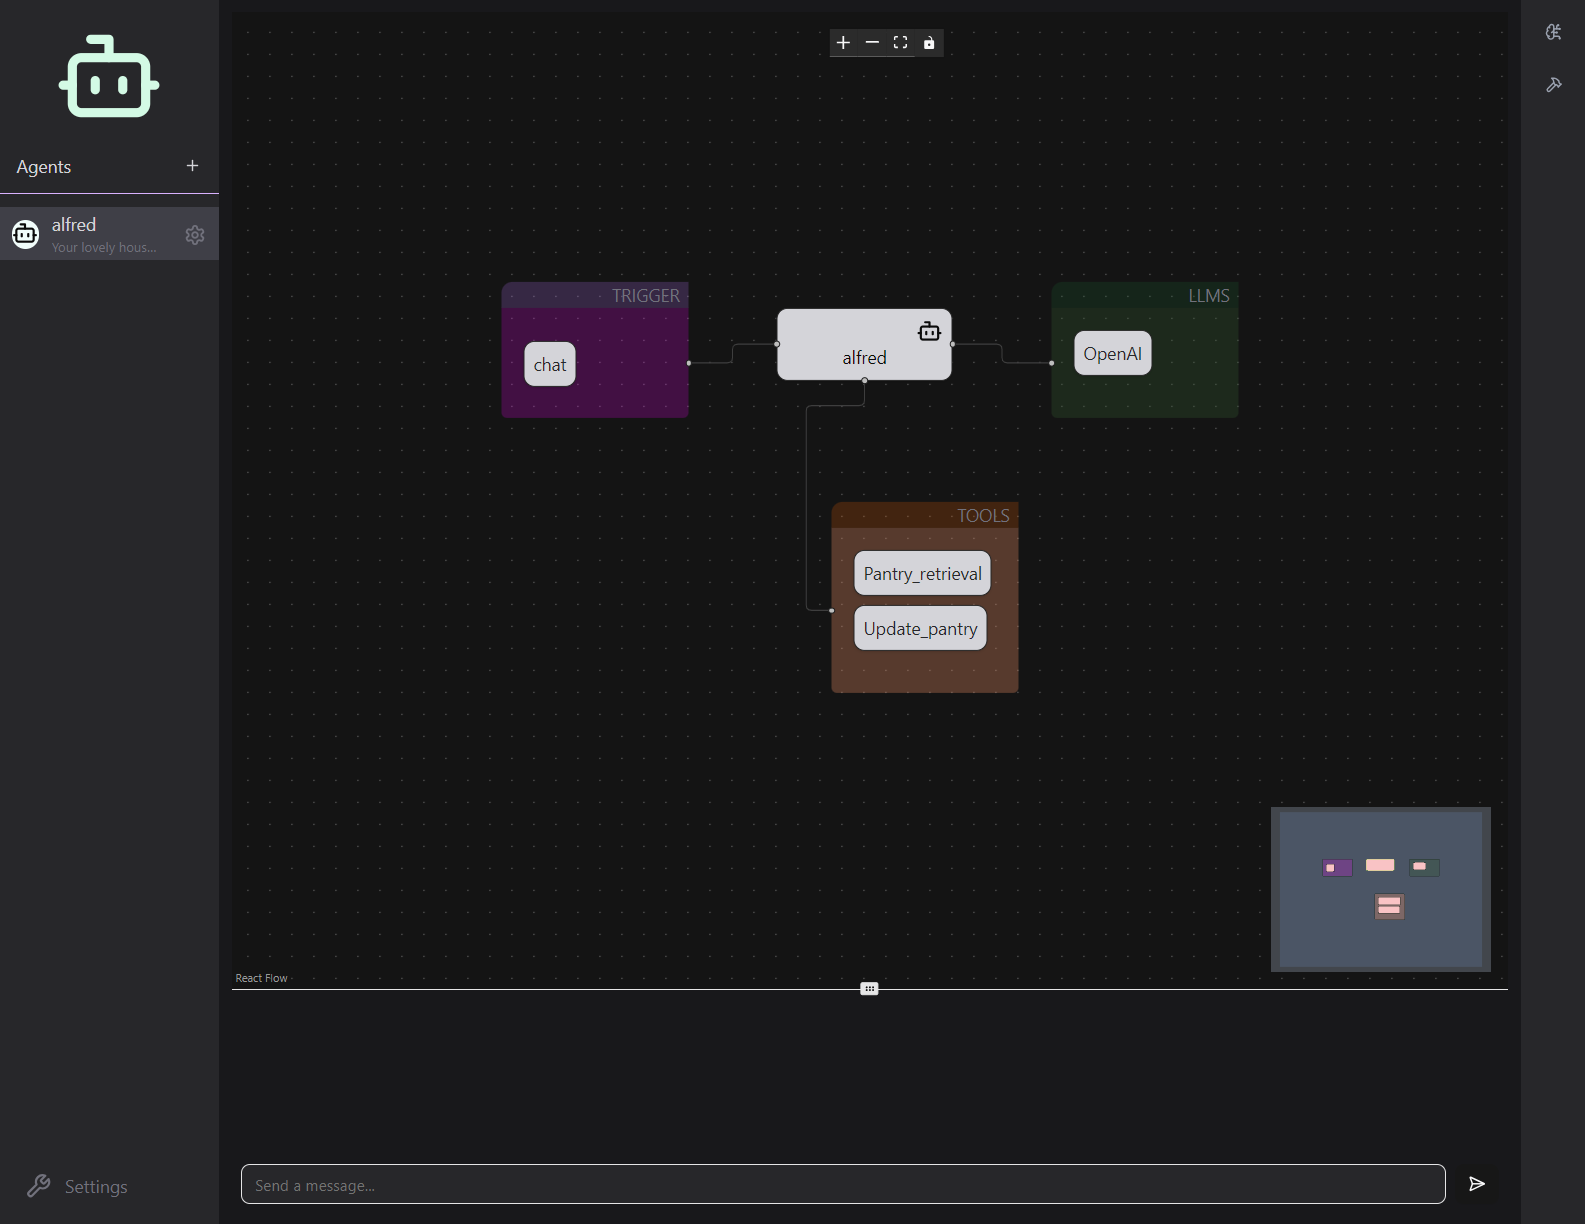 Agents
alfred
Your lovely hous...
TRIGGER
chat
alfred
LLMS
OpenAI
TOOLS
Pantry_retrieval
Update_pantry
React Flow
Send a message...
Settings